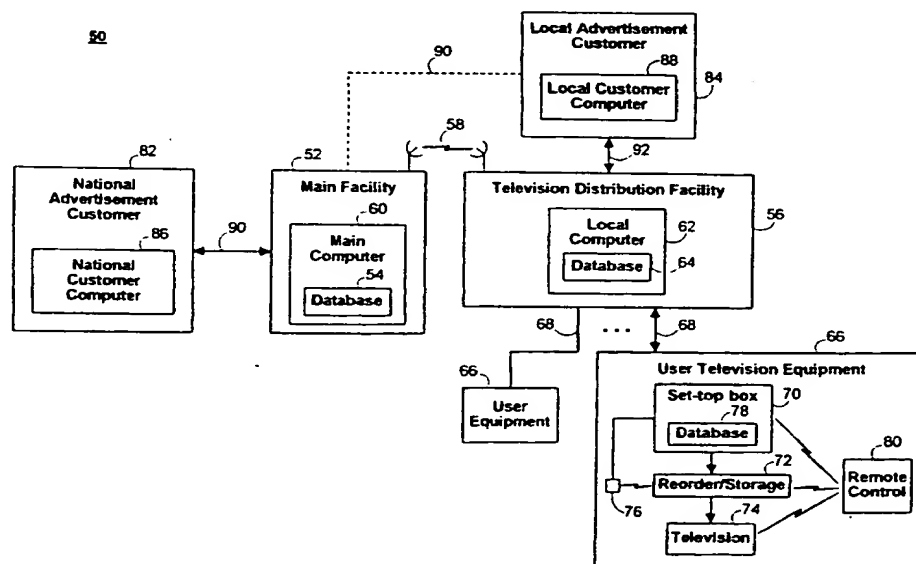 50
Local Advertisement
Customer
88
Local Customer
Computer
84
90
58
92
82
National
Advertisement
Customer
86
National
Customer
Computer
90
52
Main Facility
60
Main
Computer
54
Database
Television Distribution Facility
56
Local
Computer
62
Database
64
68
...
68
66
User
Equipment
66
User Television Equipment
Set-top box
70
78
Database
72
Reorder/Storage
76
74
Television
80
Remote
Control